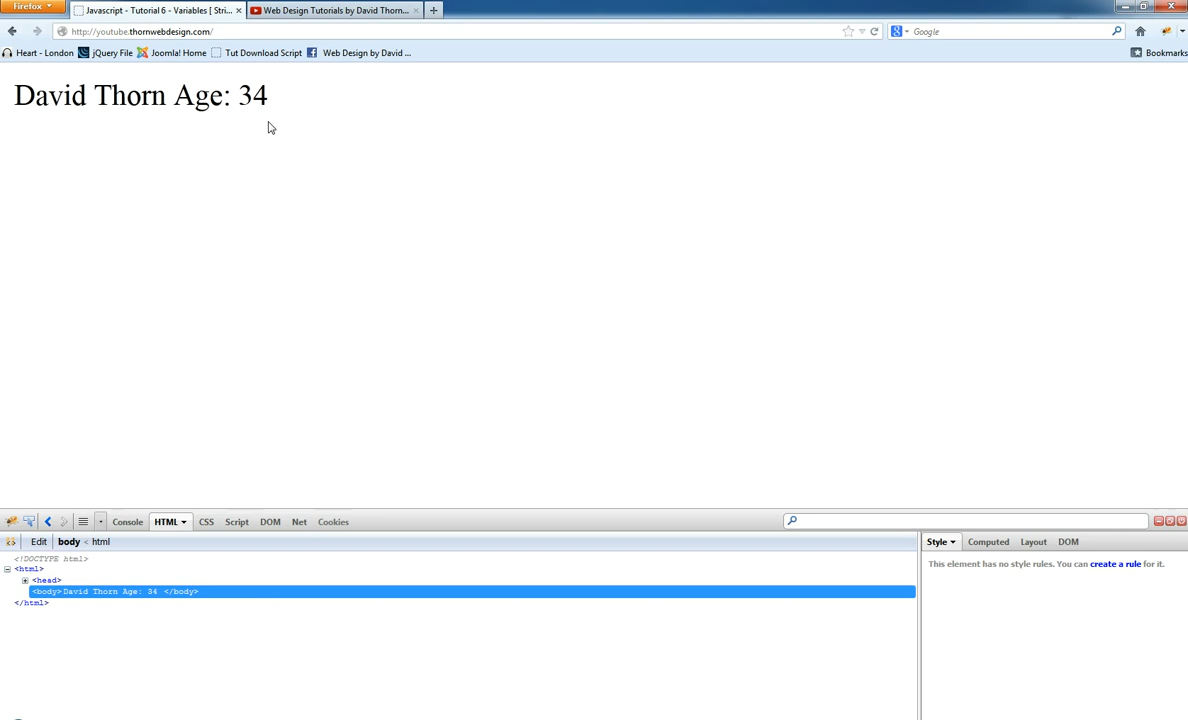 Firefox
Javascript - Tutorial 6 - Variables [ Stri...
Web Design Tutorials by David Thorn...
http://youtube.thornwebdesign.com/
Google
Heart - London
jQuery File
Joomla! Home
Tut Download Script
Web Design by David ...
Bookmarks
David Thorn Age: 34
Console
HTML
CSS
Script
DOM
Net
Cookies
Edit
body < html
Style
Computed
Layout
DOM
<!DOCTYPE html>
<html>
<head>
<body>David Thorn Age: 34 </body>
</html>
This element has no style rules. You can create a rule for it.